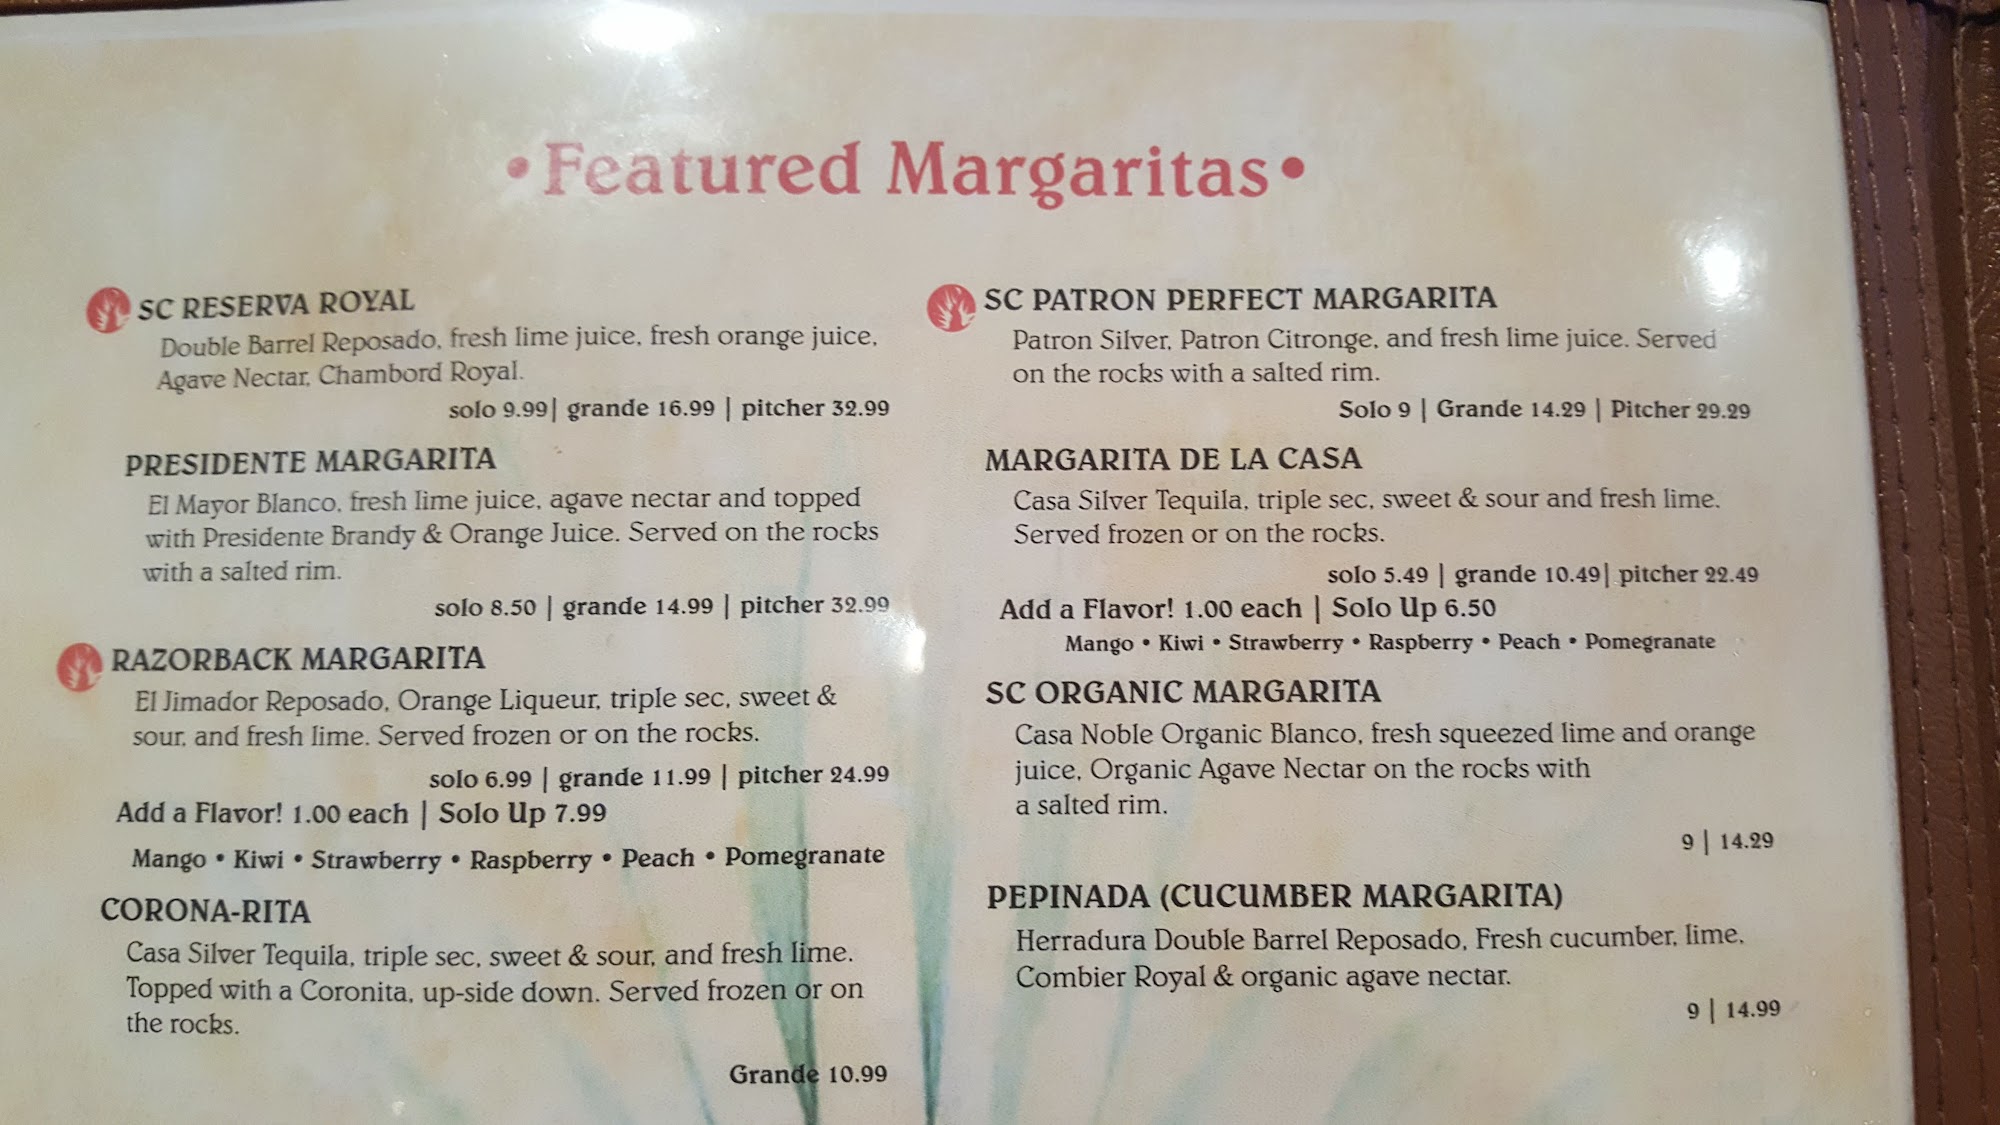 •Featured Margaritas•
SC RESERVA ROYAL
Double Barrel Reposado, fresh lime juice, fresh orange juice,
Agave Nectar, Chambord Royal.
solo 9.99| grande 16.99 | pitcher 32.99
PRESIDENTE MARGARITA
El Mayor Blanco, fresh lime juice, agave nectar and topped
with Presidente Brandy & Orange Juice. Served on the rocks
with a salted rim.
solo 8.50 | grande 14.99 | pitcher 32.99
RAZORBACK MARGARITA
El Jimador Reposado, Orange Liqueur, triple sec, sweet &
sour, and fresh lime. Served frozen or on the rocks.
solo 6.99 | grande 11.99 | pitcher 24.99
Add a Flavor! 1.00 each | Solo Up 7.99
Mango • Kiwi • Strawberry • Raspberry • Peach • Pomegranate
CORONA-RITA
Casa Silver Tequila, triple sec, sweet & sour, and fresh lime.
Topped with a Coronita, up-side down. Served frozen or on
the rocks.
Grande 10.99
SC PATRON PERFECT MARGARITA
Patron Silver, Patron Citronge, and fresh lime juice. Served
on the rocks with a salted rim.
Solo 9 | Grande 14.29 | Pitcher 29.29
MARGARITA DE LA CASA
Casa Silver Tequila, triple sec, sweet & sour and fresh lime.
Served frozen or on the rocks.
solo 5.49 | grande 10.49| pitcher 22.49
Add a Flavor! 1.00 each | Solo Up 6.50
Mango • Kiwi • Strawberry • Raspberry • Peach • Pomegranate
SC ORGANIC MARGARITA
Casa Noble Organic Blanco, fresh squeezed lime and orange
juice, Organic Agave Nectar on the rocks with
a salted rim.
9 | 14.29
PEPINADA (CUCUMBER MARGARITA)
Herradura Double Barrel Reposado, Fresh cucumber, lime,
Combier Royal & organic agave nectar.
9 | 14.99